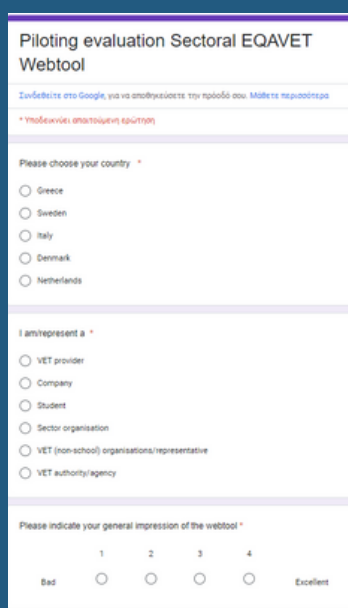 Piloting evaluation Sectoral EQAVET
Webtool
Συνδεθείτε στο Google, για να αποθηκεύσετε την πρόοδό σου. Μάθετε περισσότερα
* Υποδεικνύει απαιτούμενη ερώτηση
Please choose your country *
Greece
Sweden
Italy
Denmark
Netherlands
I am/represent a *
VET provider
Company
Student
Sector organisation
VET (non-school) organisations/representative
VET authority/agency
Please indicate your general impression of the webtool *
1 2 3 4
Bad Excellent